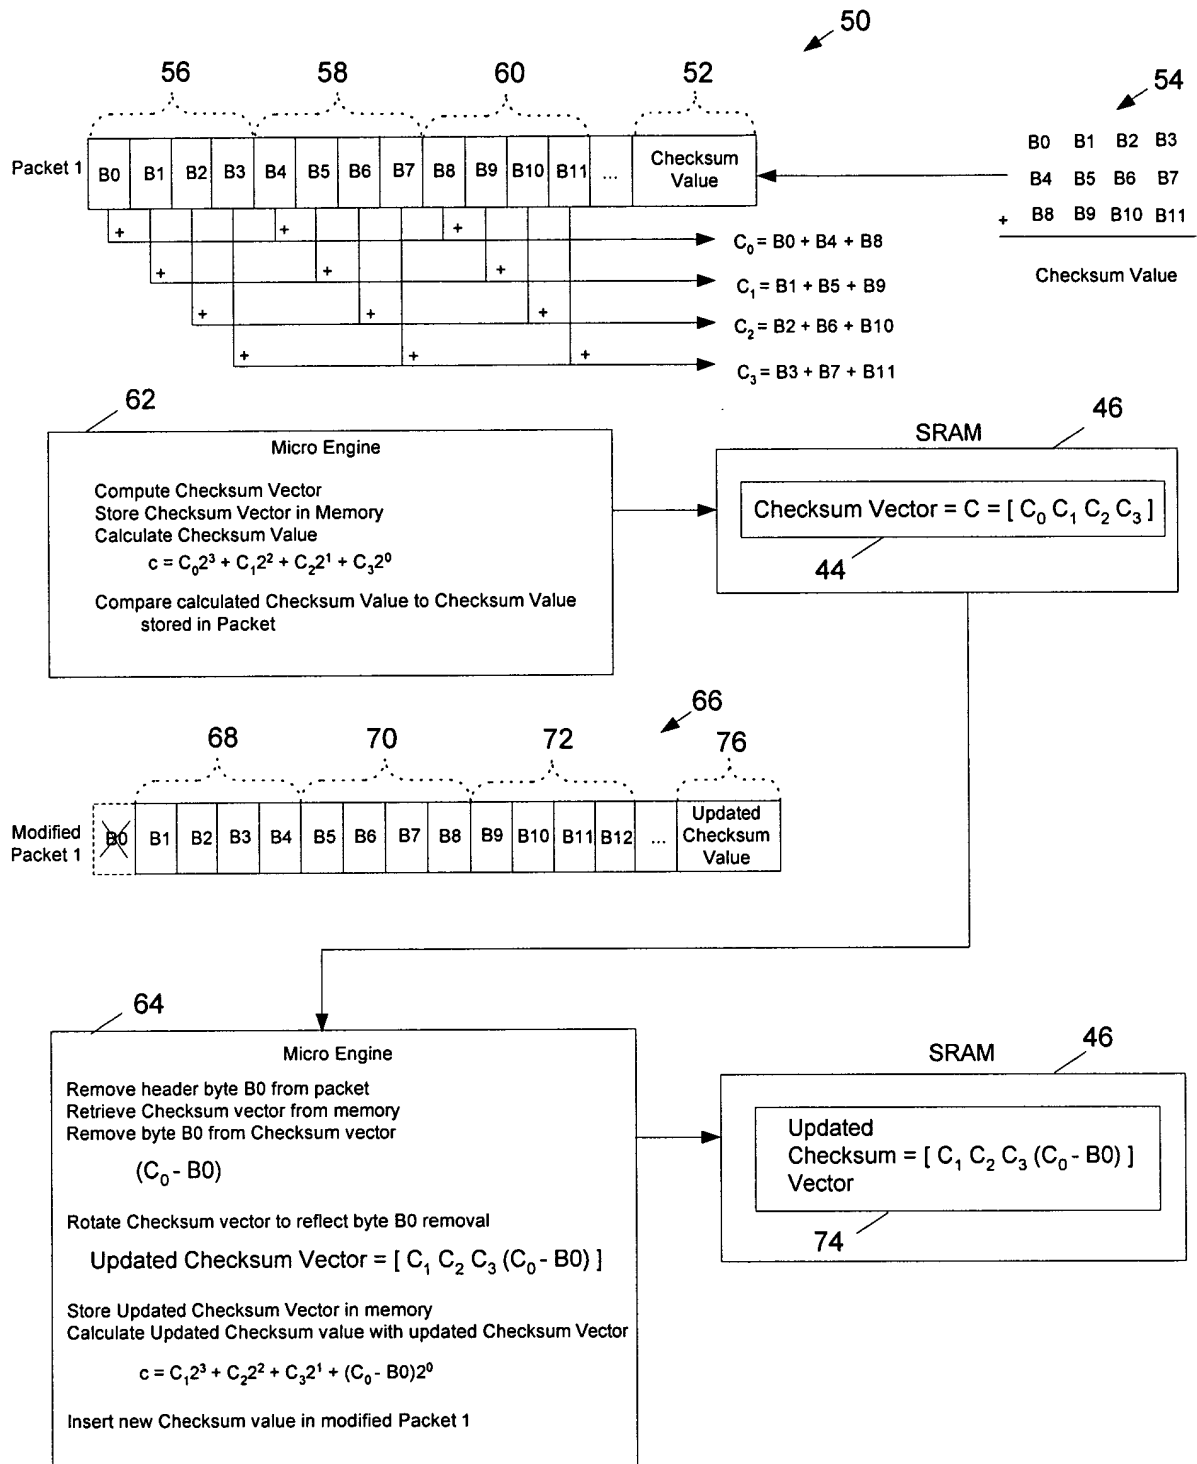 50
56 58 60 52
54
Packet 1
B0 B1 B2 B3 B4 B5 B6 B7 B8 B9 B10 B11 ... Checksum Value
B0 B1 B2 B3
B4 B5 B6 B7
+ B8 B9 B10 B11
Checksum Value
+ + +
C₀ = B0 + B4 + B8
+ + +
C₁ = B1 + B5 + B9
+ + +
C₂ = B2 + B6 + B10
+ + +
C₃ = B3 + B7 + B11
62
Micro Engine
Compute Checksum Vector
Store Checksum Vector in Memory
Calculate Checksum Value
c = C₀2³ + C₁2² + C₂2¹ + C₃2⁰
Compare calculated Checksum Value to Checksum Value
stored in Packet
46
SRAM
Checksum Vector = C = [ C₀ C₁ C₂ C₃ ]
44
66
68 70 72 76
Modified
Packet 1
B0 B1 B2 B3 B4 B5 B6 B7 B8 B9 B10 B11 B12 ...
Updated
Checksum
Value
64
Micro Engine
Remove header byte B0 from packet
Retrieve Checksum vector from memory
Remove byte B0 from Checksum vector
(C₀ - B0)
Rotate Checksum vector to reflect byte B0 removal
Updated Checksum Vector = [ C₁ C₂ C₃ (C₀ - B0) ]
Store Updated Checksum Vector in memory
Calculate Updated Checksum value with updated Checksum Vector
c = C₁2³ + C₂2² + C₃2¹ + (C₀ - B0)2⁰
Insert new Checksum value in modified Packet 1
46
SRAM
Updated
Checksum = [ C₁ C₂ C₃ (C₀ - B0) ]
Vector
74